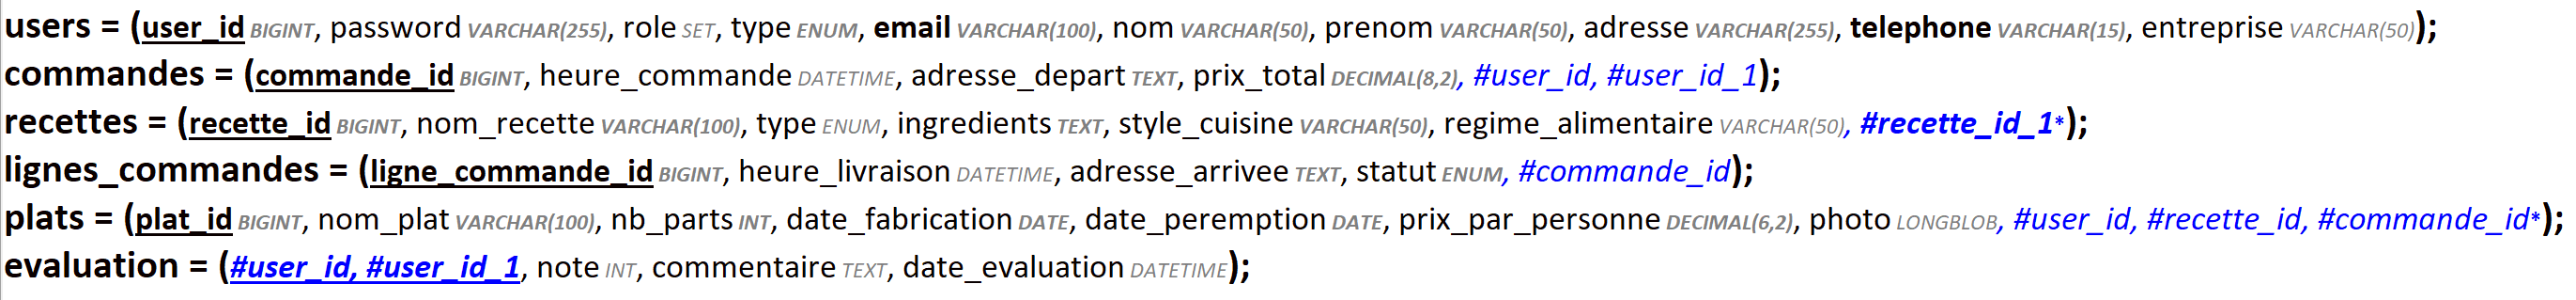 users = (user_id BIGINT, password VARCHAR(255), role SET, type ENUM, email VARCHAR(100), nom VARCHAR(50), prenom VARCHAR(50), adresse VARCHAR(255), telephone VARCHAR(15), entreprise VARCHAR(50));
commandes = (commande_id BIGINT, heure_commande DATETIME, adresse_depart TEXT, prix_total DECIMAL(8,2), #user_id, #user_id_1);
recettes = (recette_id BIGINT, nom_recette VARCHAR(100), type ENUM, ingredients TEXT, style_cuisine VARCHAR(50), regime_alimentaire VARCHAR(50), #recette_id_1*);
lignes_commandes = (ligne_commande_id BIGINT, heure_livraison DATETIME, adresse_arrivee TEXT, statut ENUM, #commande_id);
plats = (plat_id BIGINT, nom_plat VARCHAR(100), nb_parts INT, date_fabrication DATE, date_peremption DATE, prix_par_personne DECIMAL(6,2), photo LONGBLOB, #user_id, #recette_id, #commande_id*);
evaluation = (#user_id, #user_id_1, note INT, commentaire TEXT, date_evaluation DATETIME);